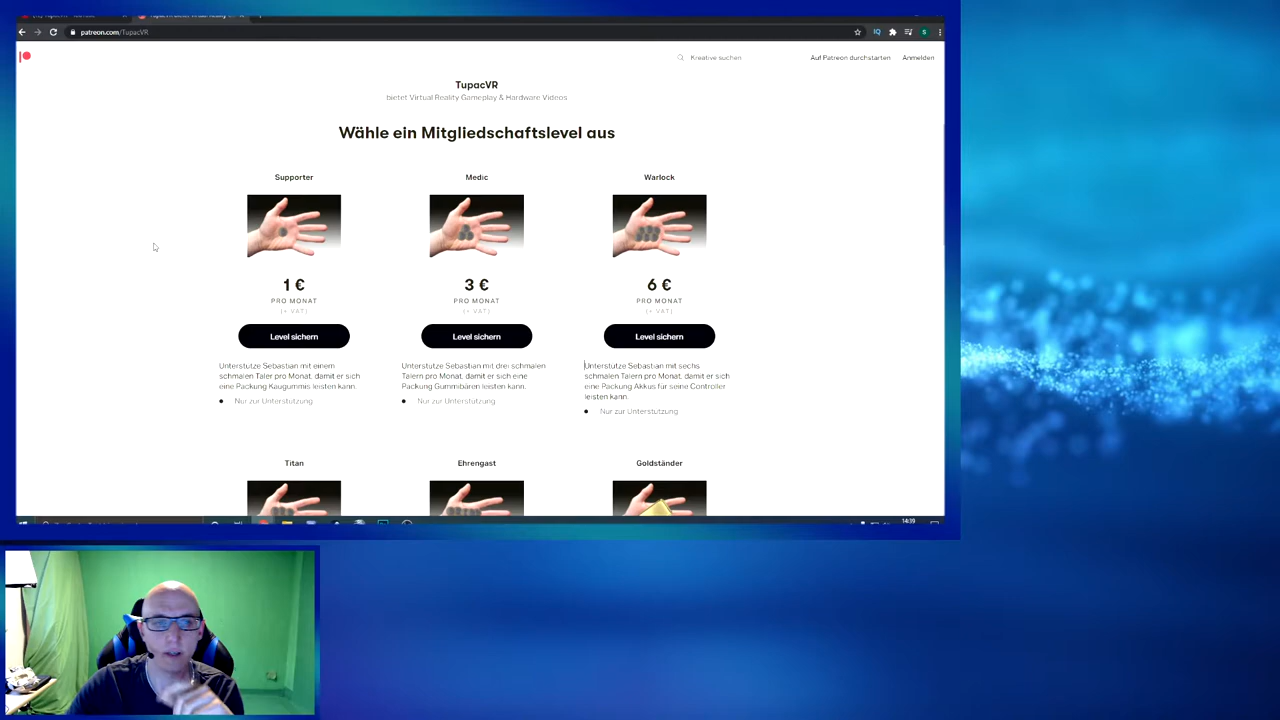 patreon.com/TupacVR
Kreative suchen
Auf Patreon durchstarten
Anmelden
TupacVR
bietet Virtual Reality Gameplay & Hardware Videos
Wähle ein Mitgliedschaftslevel aus
Supporter
1 €
PRO MONAT
(+ VAT)
Level sichern
Unterstütze Sebastian mit einem
schmalen Taler pro Monat, damit er sich
eine Packung Kaugummis leisten kann.
Nur zur Unterstützung
Medic
3 €
PRO MONAT
(+ VAT)
Level sichern
Unterstütze Sebastian mit drei schmalen
Talern pro Monat, damit er sich eine
Packung Gummibären leisten kann.
Nur zur Unterstützung
Warlock
6 €
PRO MONAT
(+ VAT)
Level sichern
Unterstütze Sebastian mit sechs
schmalen Talern pro Monat, damit er sich
eine Packung Akkus für seine Controller
leisten kann.
Nur zur Unterstützung
Titan
Ehrengast
Goldständer
14:39